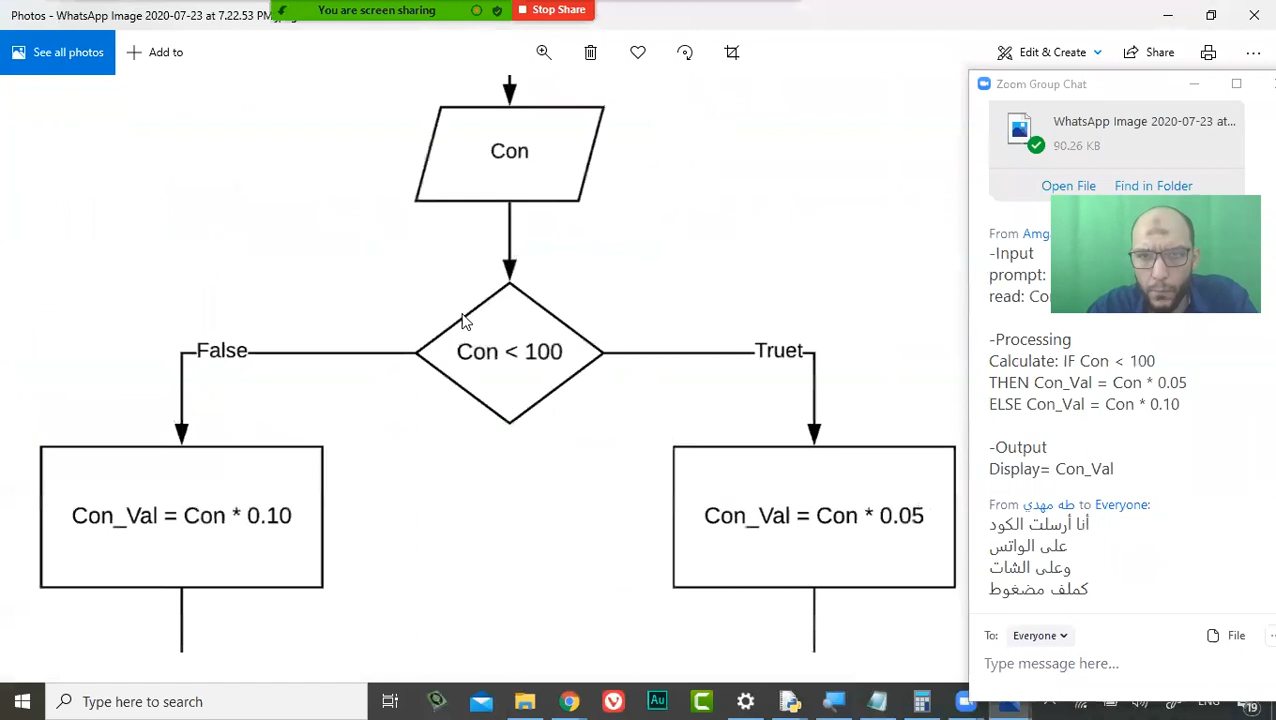 Photos - WhatsApp Image 2020-07-23 at 7.22.53 PM
You are screen sharing
Stop Share
See all photos
Add to
Edit & Create
Share
Con
Con < 100
False
Truet
Con_Val = Con * 0.10
Con_Val = Con * 0.05
Zoom Group Chat
WhatsApp Image 2020-07-23 at...
90.26 KB
Open File Find in Folder
From
-Input
prompt:
read:
-Processing
Calculate: IF Con < 100
THEN Con_Val = Con * 0.05
ELSE Con_Val = Con * 0.10
-Output
Display= Con_Val
From طه مهدي to Everyone:
أنا أرسلت الكود
على الواتس
وعلى الشات
كملف مضغوط
To: Everyone File
Type message here...
Type here to search
Au
19